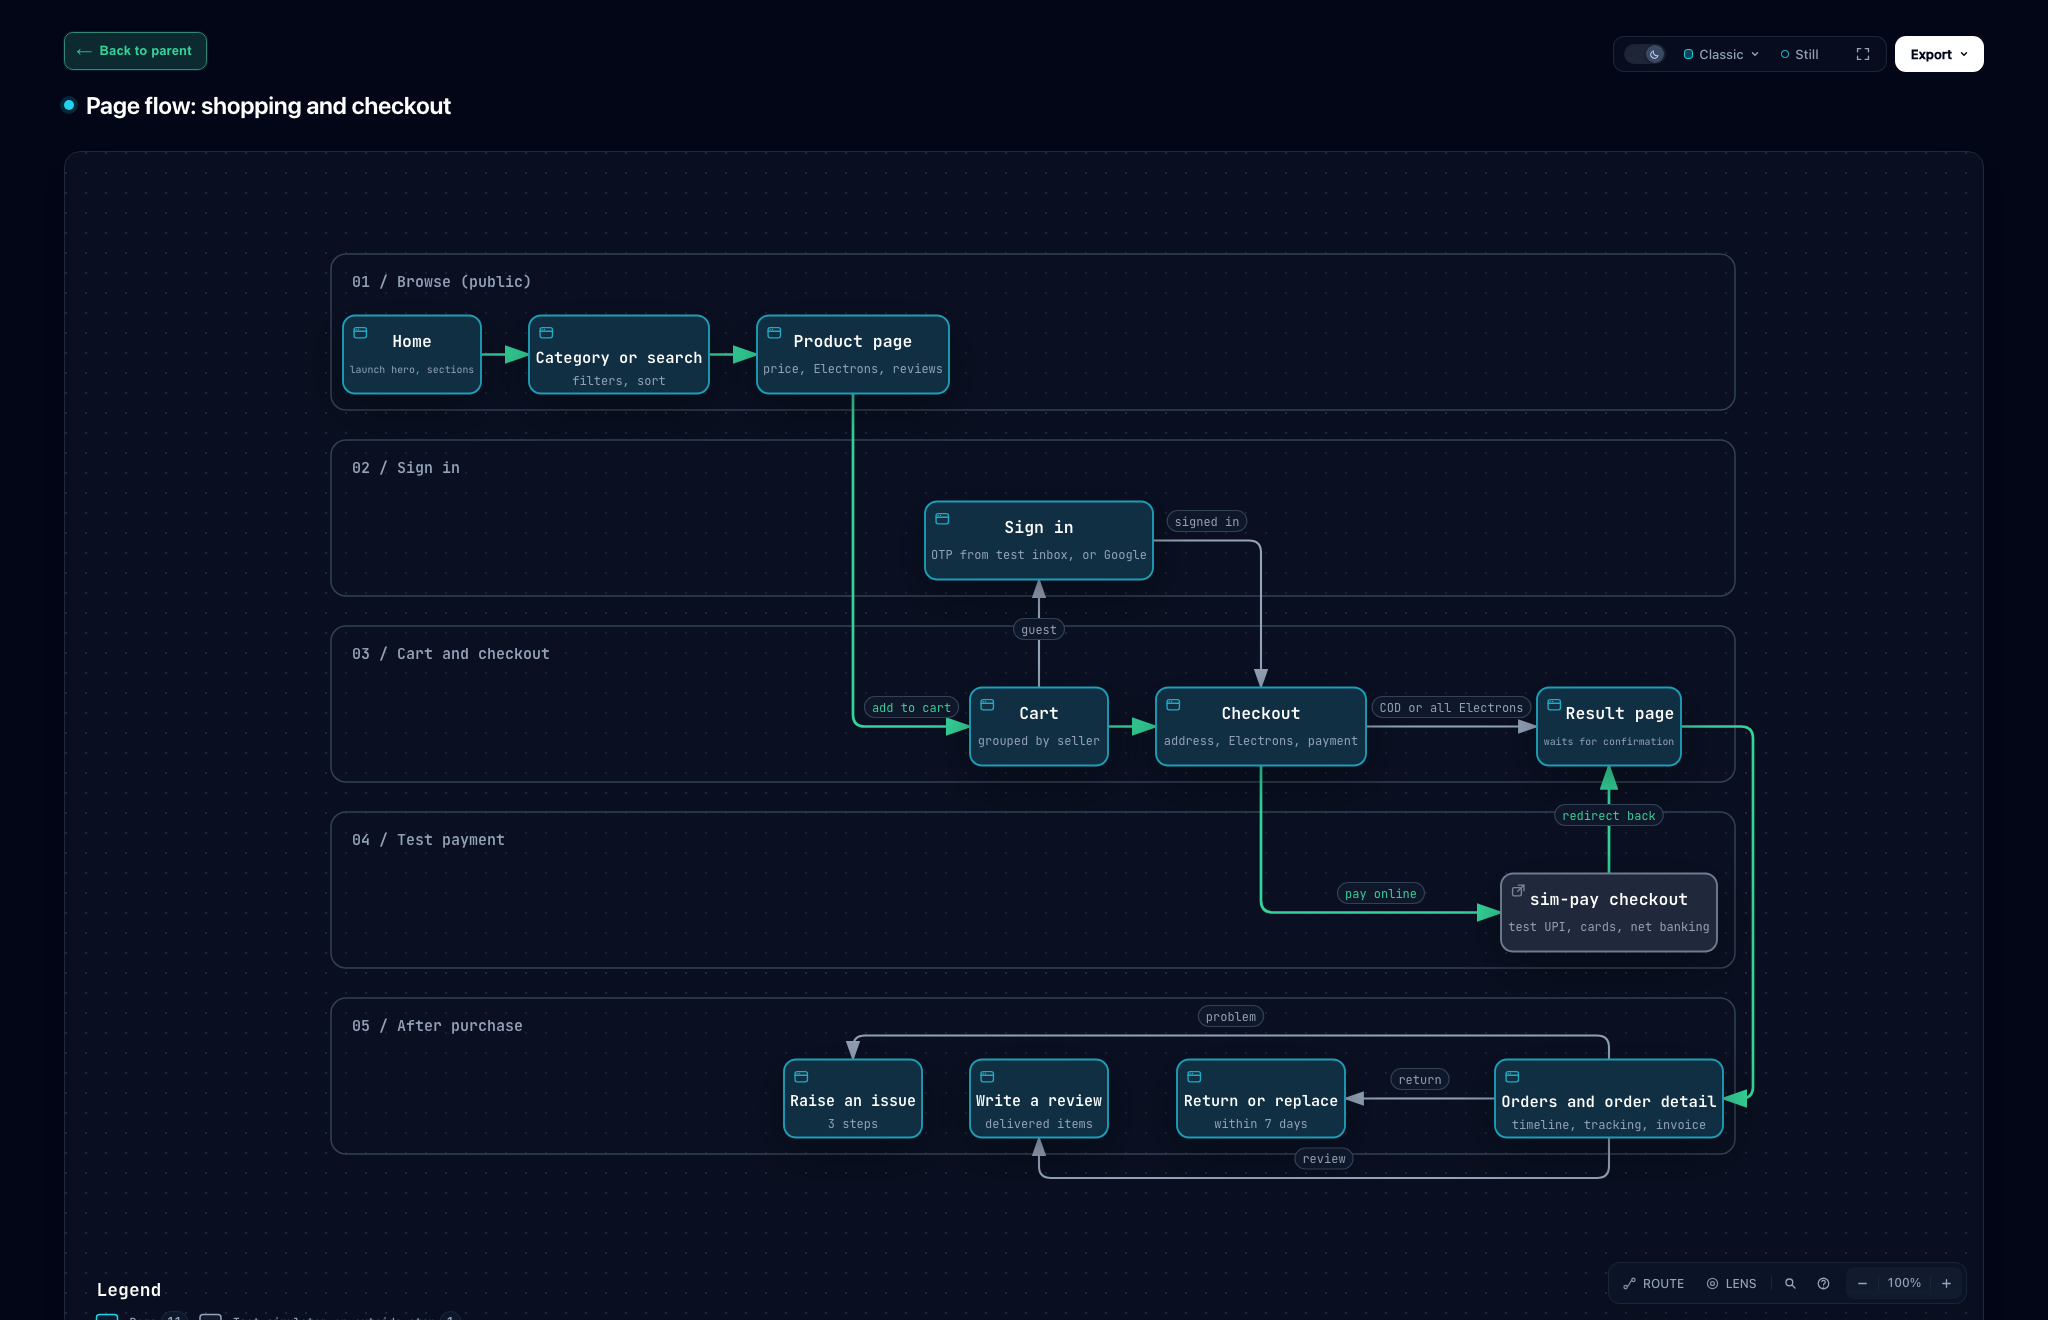 ← Back to parent
Classic
Still
Export
Page flow: shopping and checkout
01 / Browse (public)
Home
launch hero, sections
Category or search
filters, sort
Product page
price, Electrons, reviews
02 / Sign in
Sign in
OTP from test inbox, or Google
signed in
guest
03 / Cart and checkout
add to cart
Cart
grouped by seller
Checkout
address, Electrons, payment
COD or all Electrons
Result page
waits for confirmation
redirect back
04 / Test payment
pay online
sim-pay checkout
test UPI, cards, net banking
05 / After purchase
problem
Raise an issue
3 steps
Write a review
delivered items
Return or replace
within 7 days
return
Orders and order detail
timeline, tracking, invoice
review
Legend
ROUTE
LENS
− 100% +